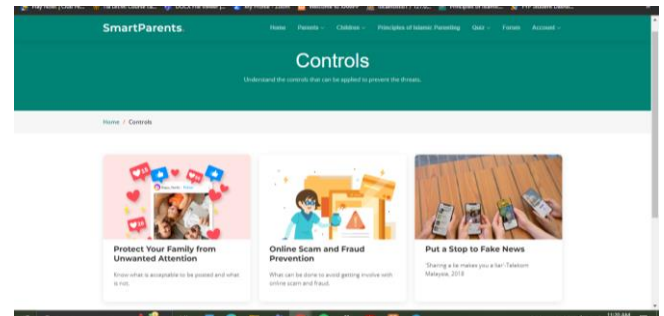 SmartParents.
Home Parents Children Principles of Islamic Parenting Quiz Forum Account
Controls
Understand the controls that can be applied to prevent the threats.
Home / Controls
Protect Your Family from
Unwanted Attention
Know what is acceptable to be posted and what
is not.
Online Scam and Fraud
Prevention
What can be done to avoid getting involve with
online scam and fraud.
Put a Stop to Fake News
'Sharing a lie makes you a liar'-Telekom
Malaysia, 2018
11:35 AM